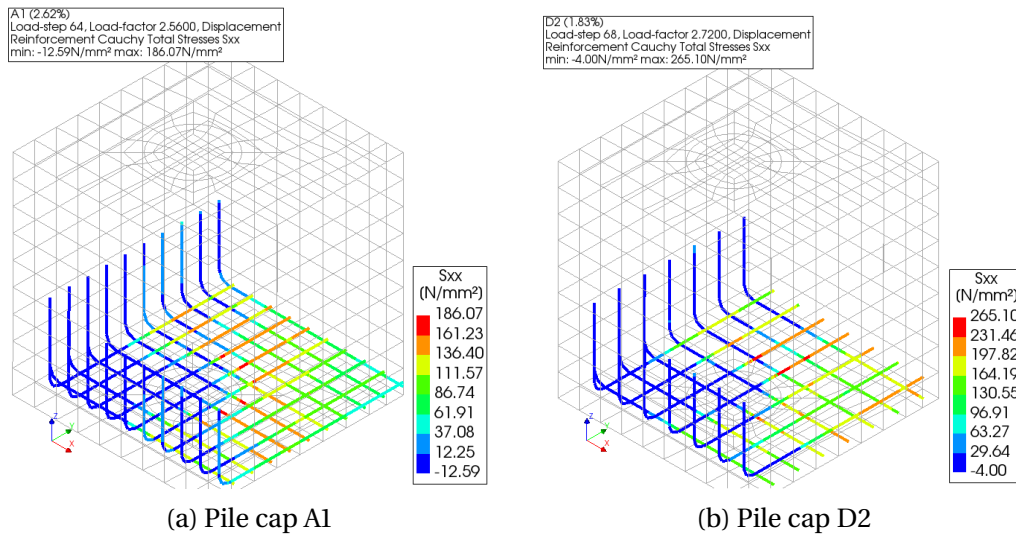 A1 (2.62%)
Load-step 64, Load-factor 2.5600, Displacement
Reinforcement Cauchy Total Stresses Sxx
min: -12.59N/mm² max: 186.07N/mm²
D2 (1.83%)
Load-step 68, Load-factor 2.7200, Displacement
Reinforcement Cauchy Total Stresses Sxx
min: -4.00N/mm² max: 265.10N/mm²
Sxx
(N/mm²)
186.07
161.23
136.40
111.57
86.74
61.91
37.08
12.25
-12.59
Sxx
(N/mm²)
265.10
231.46
197.82
164.19
130.55
96.91
63.27
29.64
-4.00
Z
X
Z
X
(a) Pile cap A1
(b) Pile cap D2